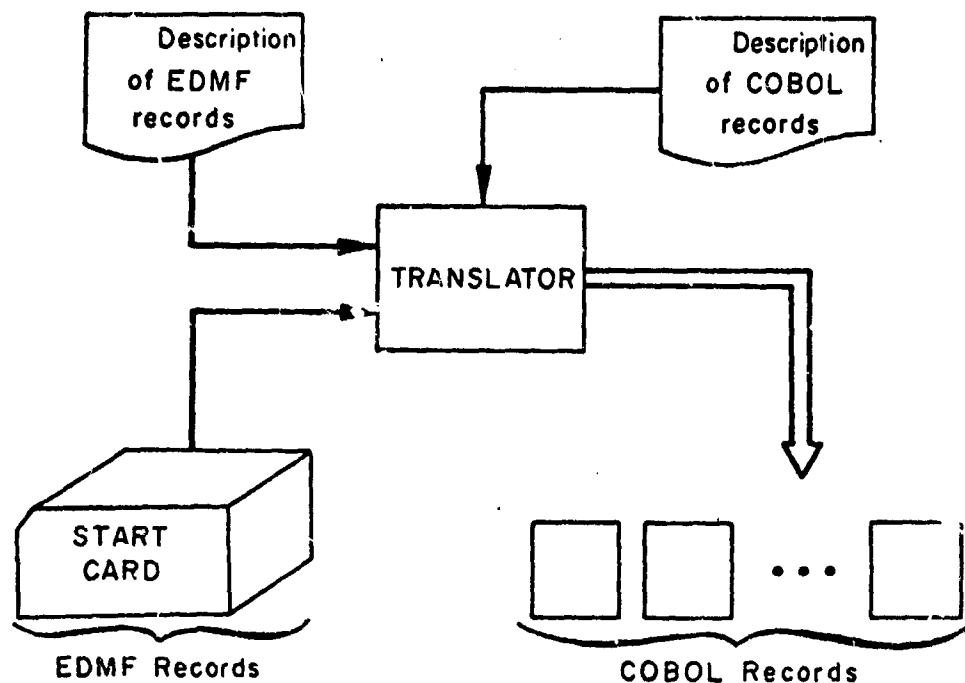 Description
of EDMF
records
Description
of COBOL
records
TRANSLATOR
START
CARD
EDMF Records
COBOL Records